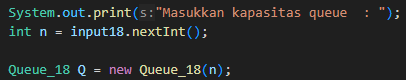 System.out.print(s:"Masukkan kapasitas queue  : ");
int n = input18.nextInt();
Queue_18 Q = new Queue_18(n);